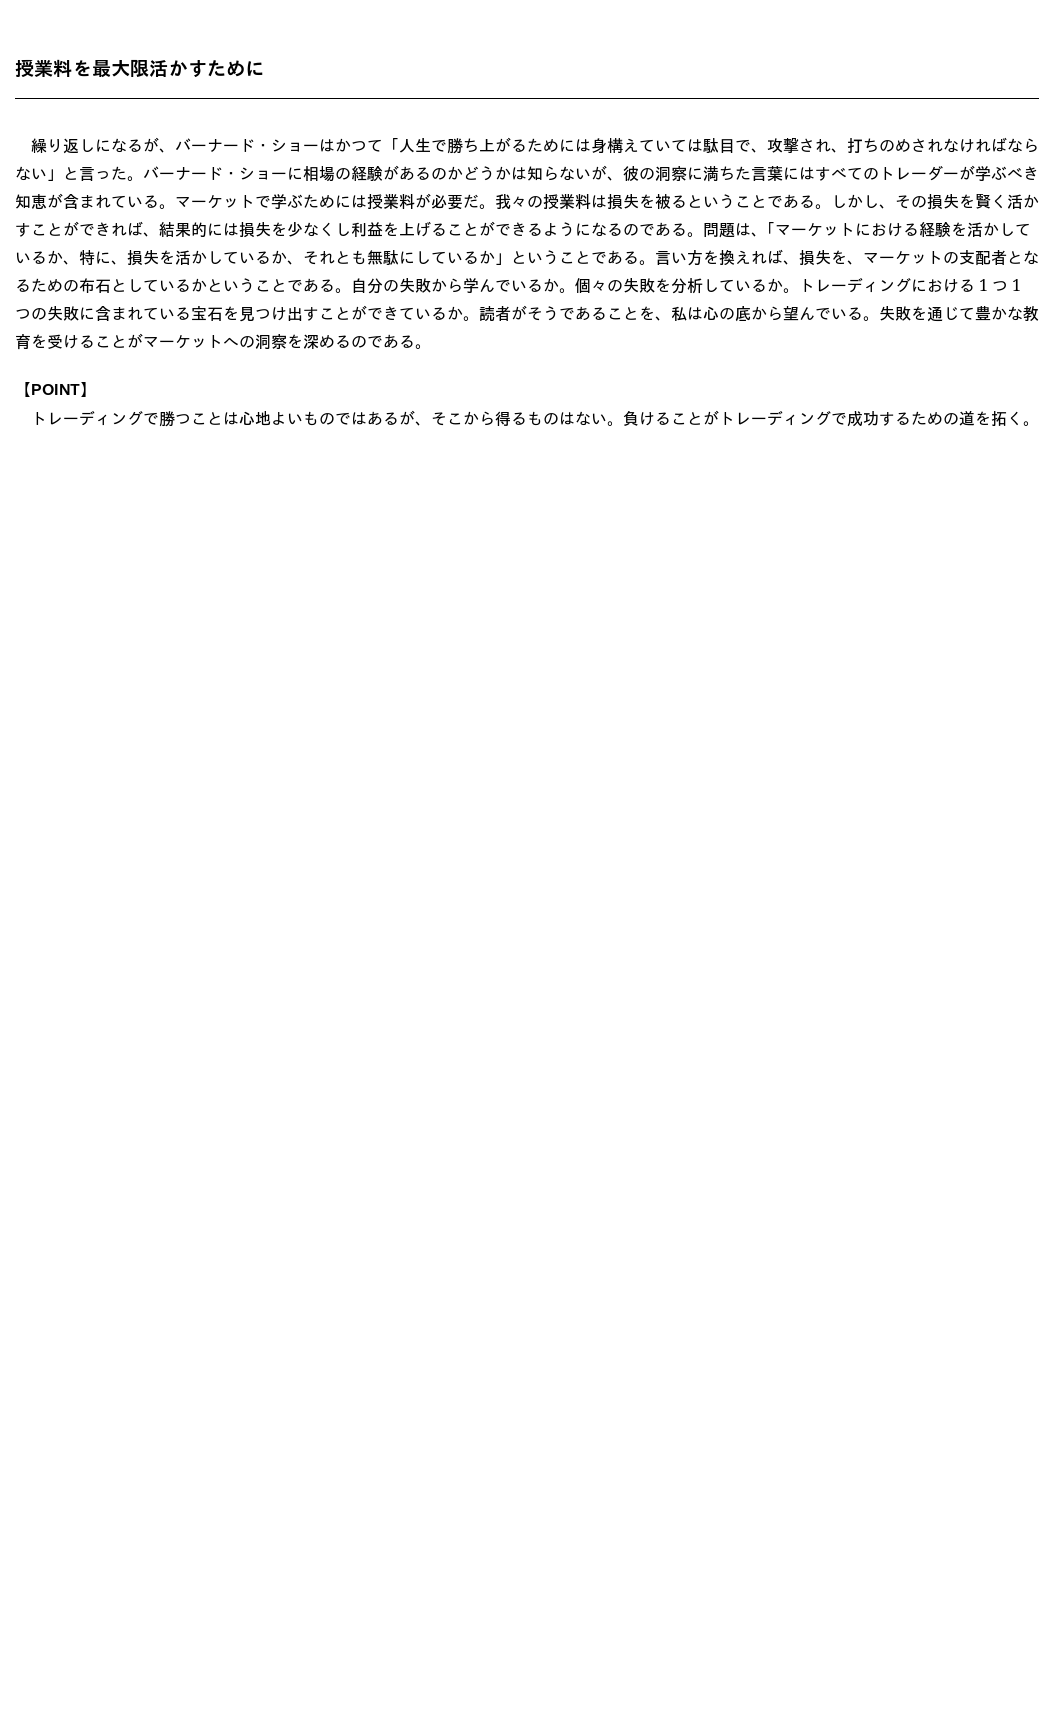 授業料を最大限活かすために
　繰り返しになるが、バーナード・ショーはかつて「人生で勝ち上がるためには身構えていては駄目で、攻撃され、打ちのめされなければなら
ない」と言った。バーナード・ショーに相場の経験があるのかどうかは知らないが、彼の洞察に満ちた言葉にはすべてのトレーダーが学ぶべき
知恵が含まれている。マーケットで学ぶためには授業料が必要だ。我々の授業料は損失を被るということである。しかし、その損失を賢く活か
すことができれば、結果的には損失を少なくし利益を上げることができるようになるのである。問題は、「マーケットにおける経験を活かして
いるか、特に、損失を活かしているか、それとも無駄にしているか」ということである。言い方を換えれば、損失を、マーケットの支配者とな
るための布石としているかということである。自分の失敗から学んでいるか。個々の失敗を分析しているか。トレーディングにおける１つ１
つの失敗に含まれている宝石を見つけ出すことができているか。読者がそうであることを、私は心の底から望んでいる。失敗を通じて豊かな教
育を受けることがマーケットへの洞察を深めるのである。
【POINT】
　トレーディングで勝つことは心地よいものではあるが、そこから得るものはない。負けることがトレーディングで成功するための道を拓く。